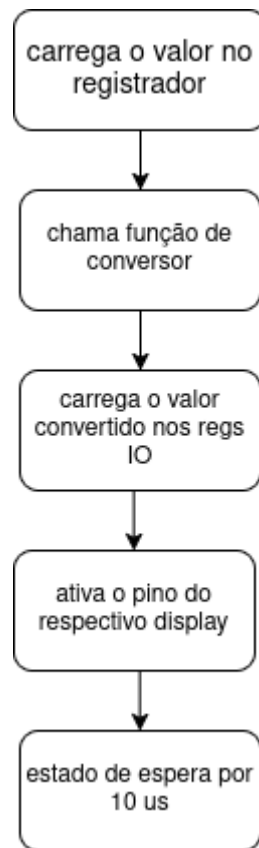 carrega o valor no
registrador
chama função de
conversor
carrega o valor
convertido nos regs
IO
ativa o pino do
respectivo display
estado de espera por
10 us